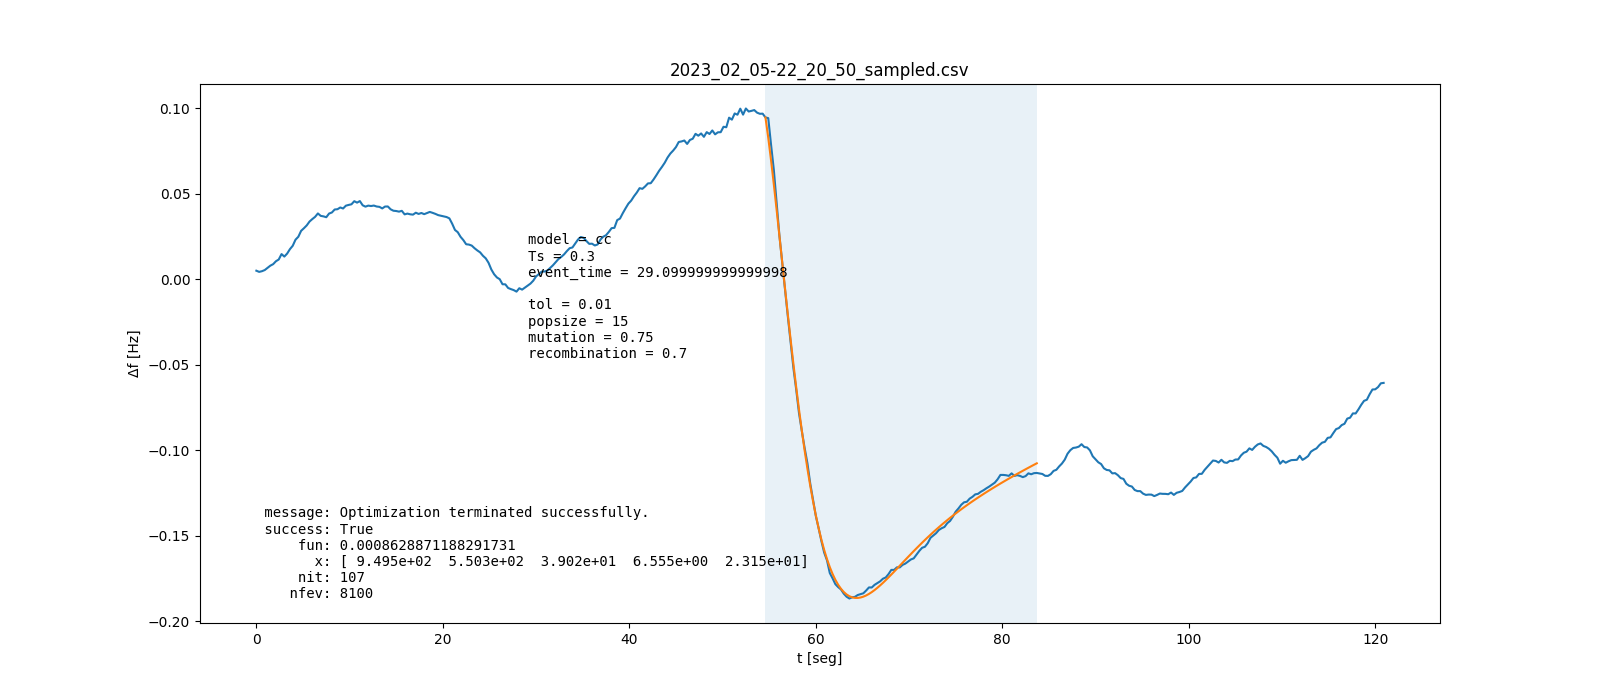 2023_02_05-22_20_50_sampled.csv
0.10
0.05
0.00
−0.05
−0.10
−0.15
−0.20
Δf [Hz]
model = cc
Ts = 0.3
event_time = 29.099999999999998
tol = 0.01
popsize = 15
mutation = 0.75
recombination = 0.7
message: Optimization terminated successfully.
success: True
fun: 0.0008628871188291731
x: [ 9.495e+02  5.503e+02  3.902e+01  6.555e+00  2.315e+01]
nit: 107
nfev: 8100
0 20 40 60 80 100 120
t [seg]